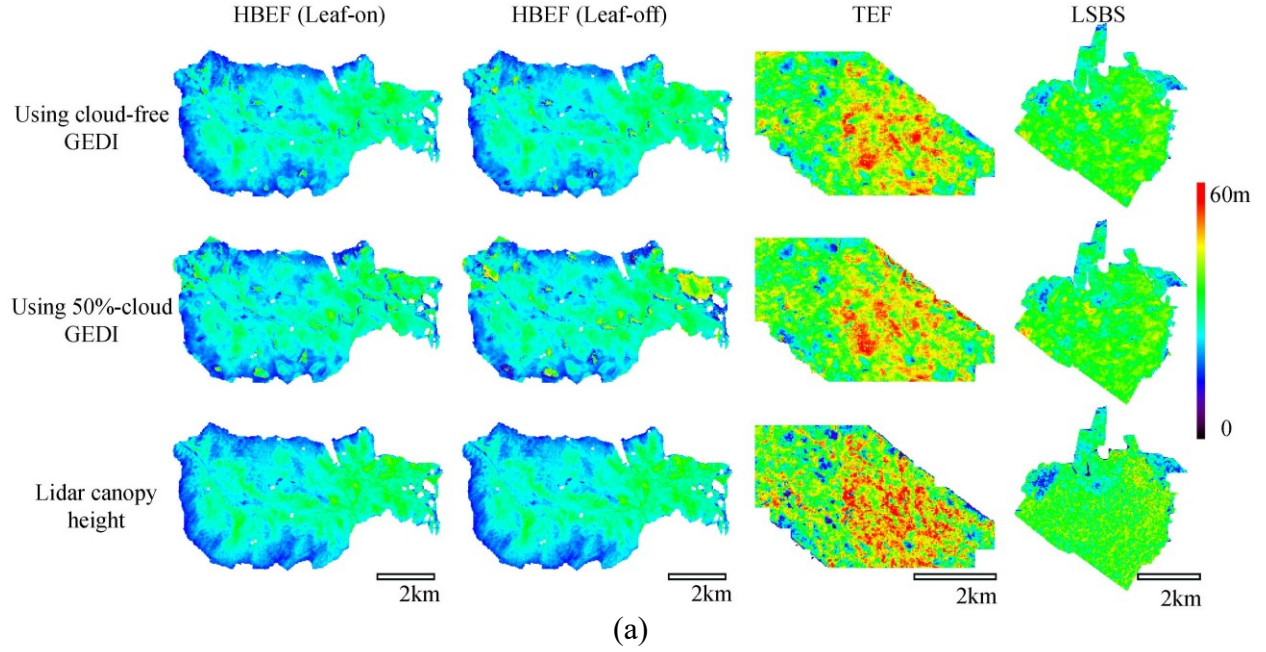 HBEF (Leaf-on)
HBEF (Leaf-off)
TEF
LSBS
Using cloud-free
GEDI
Using 50%-cloud
GEDI
60m
0
Lidar canopy
height
2km
2km
2km
2km
(a)